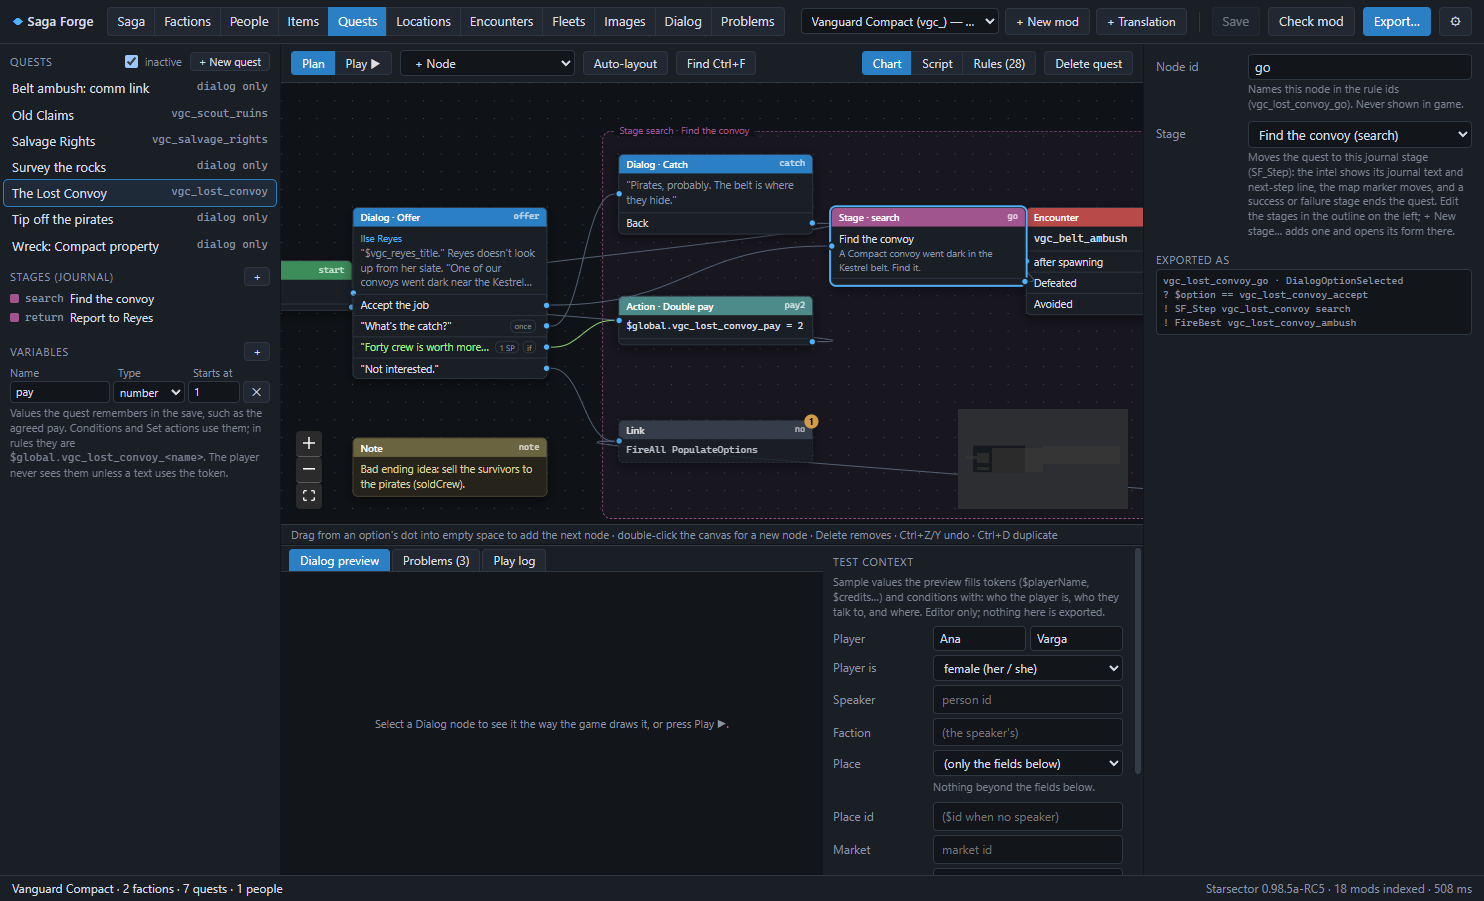 Saga Forge
Saga
Factions
People
Items
Quests
Locations
Encounters
Fleets
Images
Dialog
Problems
Vanguard Compact (vgc_) — ...
+ New mod
+ Translation
Save
Check mod
Export...
QUESTS
inactive
+ New quest
Belt ambush: comm link
dialog only
Old Claims
vgc_scout_ruins
Salvage Rights
vgc_salvage_rights
Survey the rocks
dialog only
The Lost Convoy
vgc_lost_convoy
Tip off the pirates
dialog only
Wreck: Compact property
dialog only
STAGES (JOURNAL)
+
search Find the convoy
return Report to Reyes
VARIABLES
+
Name
Type
Starts at
pay
number
1
Values the quest remembers in the save, such as the
agreed pay. Conditions and Set actions use them; in
rules they are
$global.vgc_lost_convoy_<name>. The player
never sees them unless a text uses the token.
Plan
Play ▶
+ Node
Auto-layout
Find Ctrl+F
Chart
Script
Rules (28)
Delete quest
Stage search · Find the convoy
start
Dialog · Offer
offer
Ilse Reyes
"$vgc_reyes_title." Reyes doesn't look
up from her slate. "One of our
convoys went dark near the Kestrel...
Accept the job
"What's the catch?"
once
"Forty crew is worth more...
1 SP
if
"Not interested."
Note
note
Bad ending idea: sell the survivors to
the pirates (soldCrew).
Dialog · Catch
catch
"Pirates, probably. The belt is where
they hide."
Back
Action · Double pay
pay2
$global.vgc_lost_convoy_pay = 2
Link
no
1
FireAll PopulateOptions
Stage · search
go
Find the convoy
A Compact convoy went dark in the
Kestrel belt. Find it.
Encounter
vgc_belt_ambush
after spawning
Defeated
Avoided
Drag from an option's dot into empty space to add the next node · double-click the canvas for a new node · Delete removes · Ctrl+Z/Y undo · Ctrl+D duplicate
Dialog preview
Problems (3)
Play log
Select a Dialog node to see it the way the game draws it, or press Play ▶.
TEST CONTEXT
Sample values the preview fills tokens ($playerName,
$credits...) and conditions with: who the player is, who they
talk to, and where. Editor only; nothing here is exported.
Player
Ana
Varga
Player is
female (her / she)
Speaker
person id
Faction
(the speaker's)
Place
(only the fields below)
Nothing beyond the fields below.
Place id
($id when no speaker)
Market
market id
Node id
go
Names this node in the rule ids
(vgc_lost_convoy_go). Never shown in game.
Stage
Find the convoy (search)
Moves the quest to this journal stage
(SF_Step): the intel shows its journal text and
next-step line, the map marker moves, and a
success or failure stage ends the quest. Edit
the stages in the outline on the left; + New
stage... adds one and opens its form there.
EXPORTED AS
vgc_lost_convoy_go · DialogOptionSelected
? $option == vgc_lost_convoy_accept
! SF_Step vgc_lost_convoy search
! FireBest vgc_lost_convoy_ambush
Vanguard Compact · 2 factions · 7 quests · 1 people
Starsector 0.98.5a-RC5 · 18 mods indexed · 508 ms